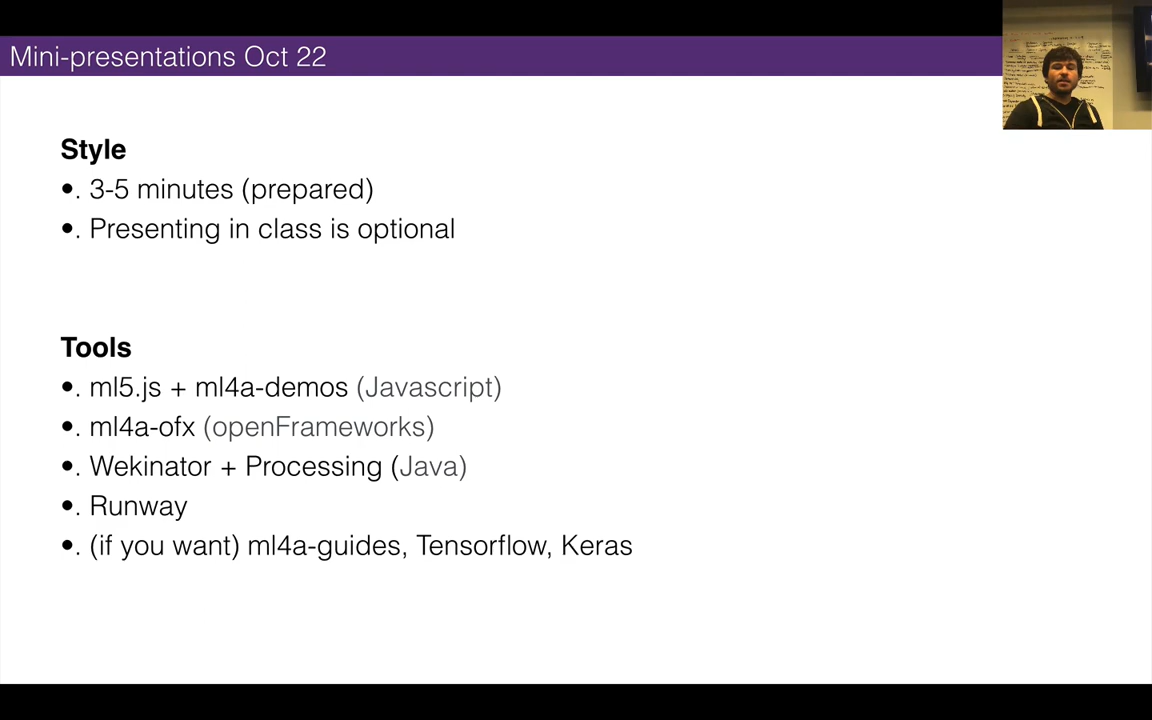 Mini-presentations Oct 22
Style
•. 3-5 minutes (prepared)
•. Presenting in class is optional
Tools
•. ml5.js + ml4a-demos (Javascript)
•. ml4a-ofx (openFrameworks)
•. Wekinator + Processing (Java)
•. Runway
•. (if you want) ml4a-guides, Tensorflow, Keras